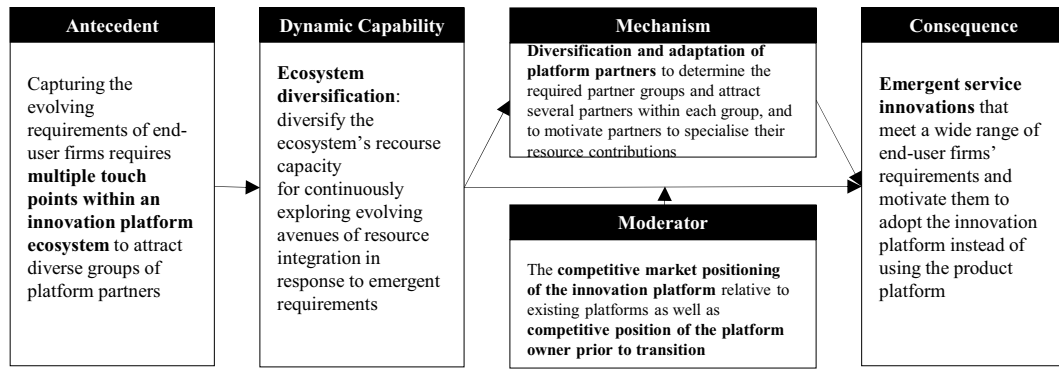 Antecedent
Capturing the
evolving
requirements of end-
user firms requires
multiple touch
points within an
innovation platform
ecosystem to attract
diverse groups of
platform partners
Dynamic Capability
Ecosystem
diversification:
diversify the
ecosystem's recourse
capacity
for continuously
exploring evolving
avenues of resource
integration in
response to emergent
requirements
Mechanism
Diversification and adaptation of
platform partners to determine the
required partner groups and attract
several partners within each group, and
to motivate partners to specialise their
resource contributions
Moderator
The competitive market positioning
of the innovation platform relative to
existing platforms as well as
competitive position of the platform
owner prior to transition
Consequence
Emergent service
innovations that
meet a wide range of
end-user firms'
requirements and
motivate them to
adopt the innovation
platform instead of
using the product
platform